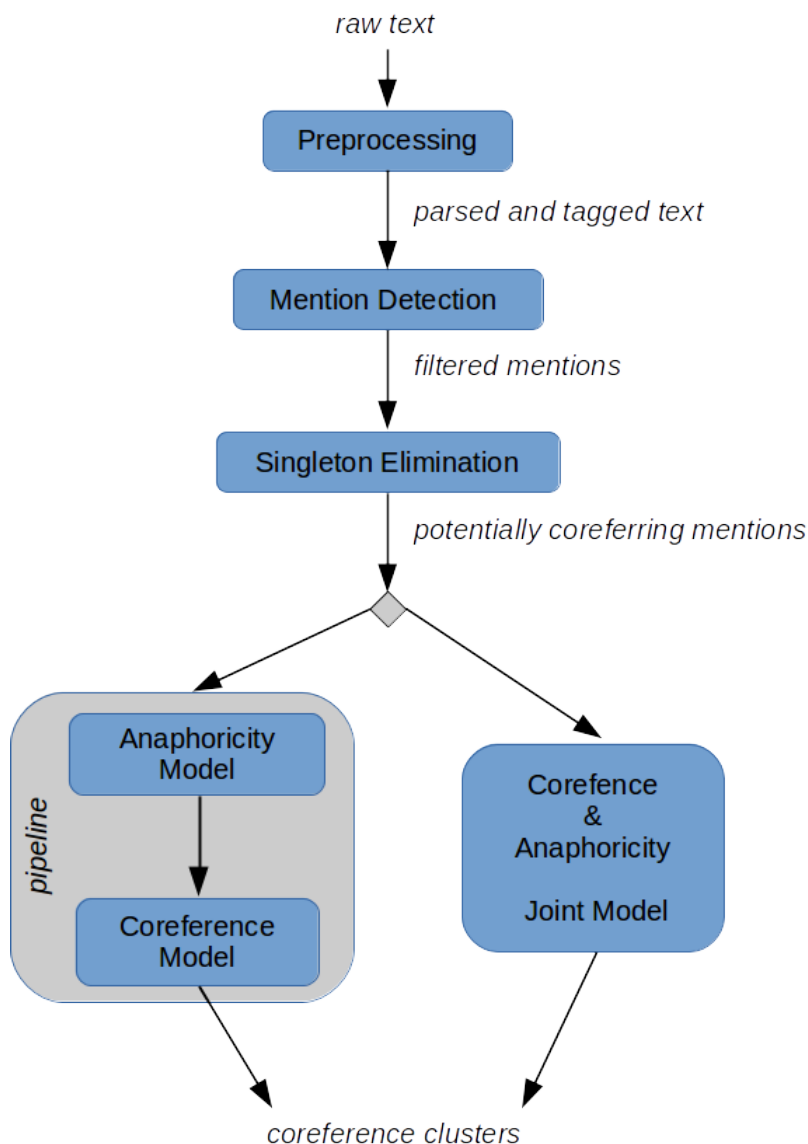 raw text
Preprocessing
parsed and tagged text
Mention Detection
filtered mentions
Singleton Elimination
potentially coreferring mentions
pipeline
Anaphoricity
Model
Coreference
Model
Corefence
&
Anaphoricity
Joint Model
coreference clusters